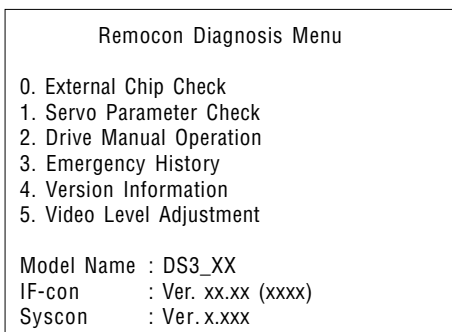 Remocon Diagnosis Menu
0. External Chip Check
1. Servo Parameter Check
2. Drive Manual Operation
3. Emergency History
4. Version Information
5. Video Level Adjustment
Model Name : DS3_XX
IF-con : Ver. xx.xx (xxxx)
Syscon : Ver. x.xxx